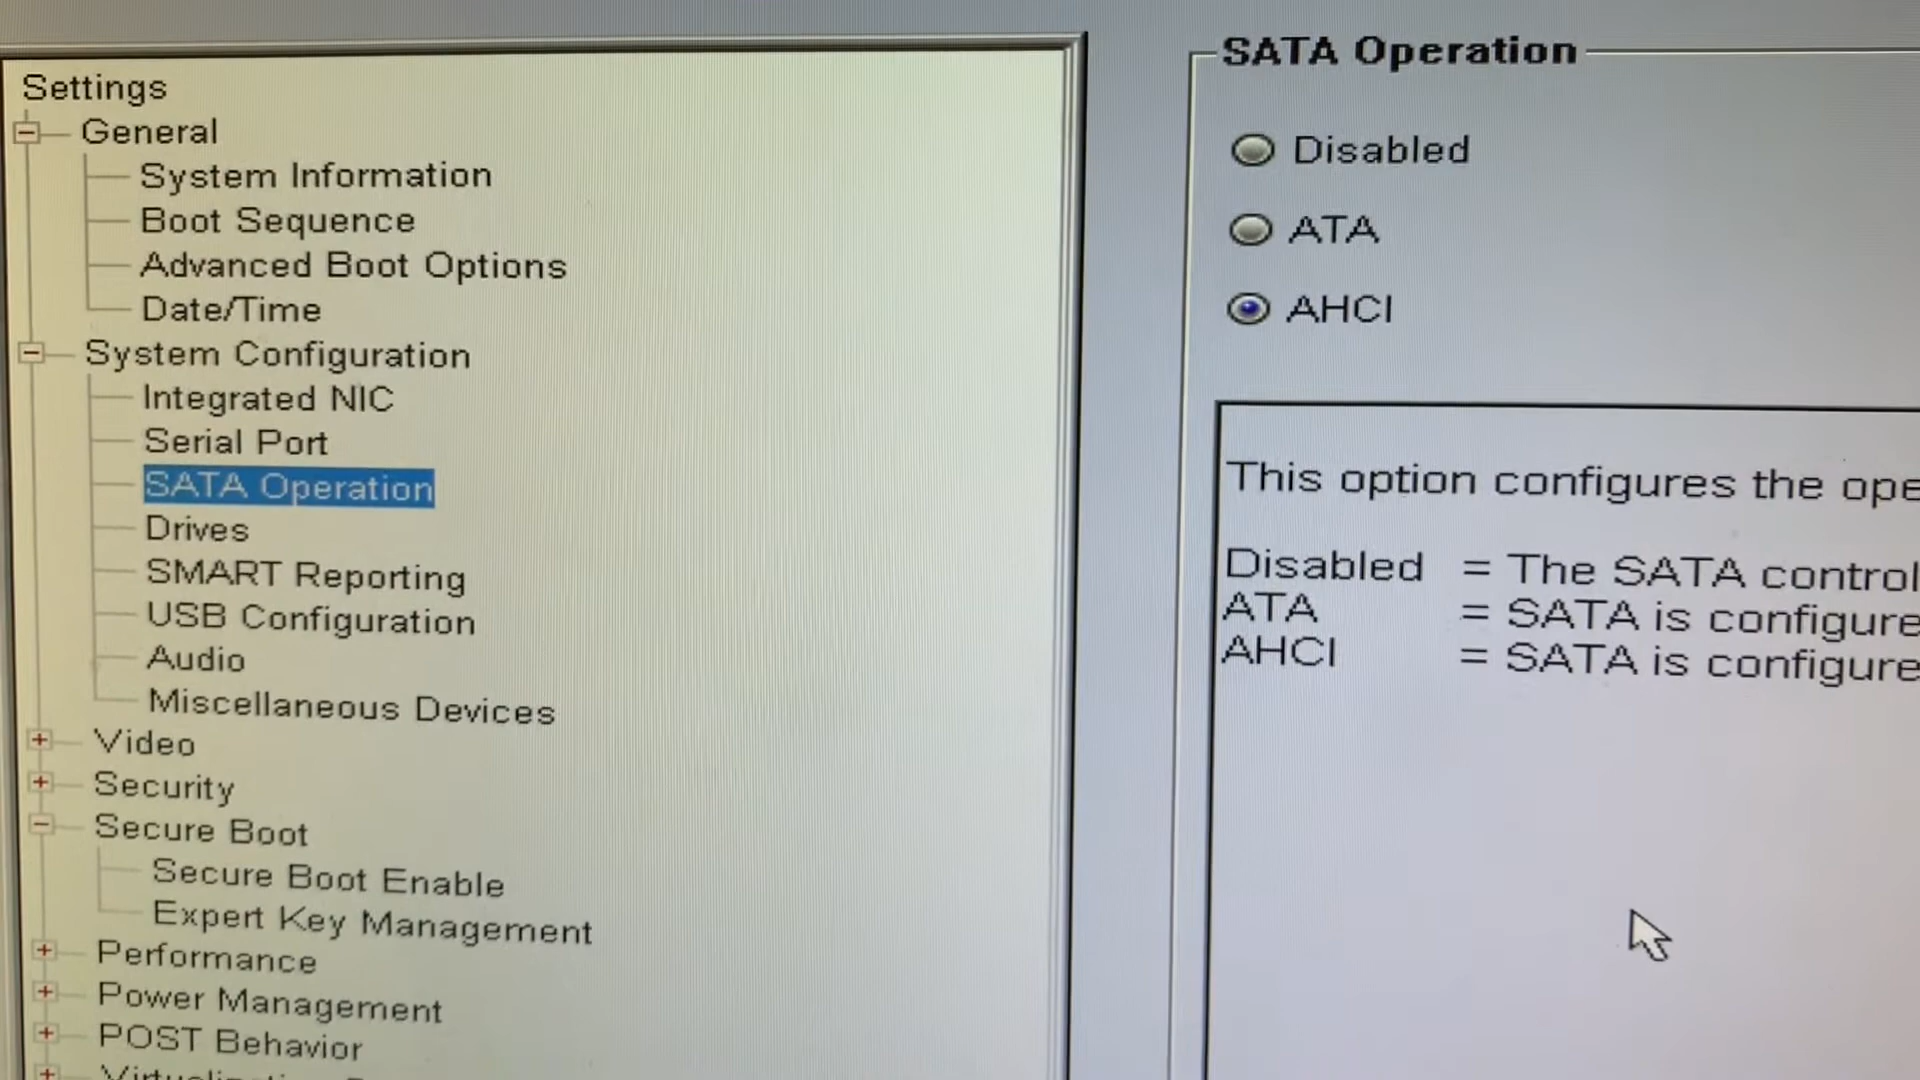 Settings
General
System Information
Boot Sequence
Advanced Boot Options
Date/Time
System Configuration
Integrated NIC
Serial Port
SATA Operation
Drives
SMART Reporting
USB Configuration
Audio
Miscellaneous Devices
Video
Security
Secure Boot
Secure Boot Enable
Expert Key Management
Performance
Power Management
POST Behavior
SATA Operation
Disabled
ATA
AHCI
This option configures the
Disabled = The SATA
ATA = SATA is
AHCI = SATA is